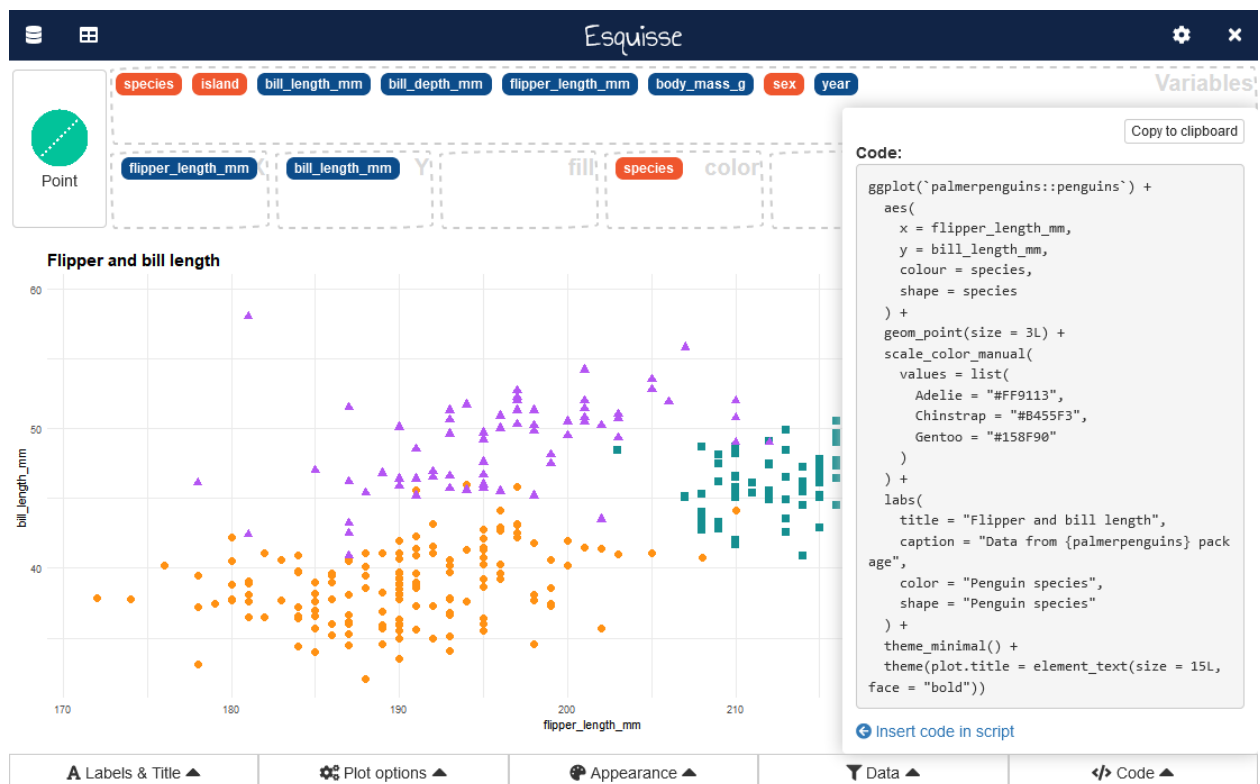 Esquisse
species island bill_length_mm bill_depth_mm flipper_length_mm body_mass_g sex year Variables
Point
flipper_length_mm X bill_length_mm Y fill species color
Copy to clipboard
Code:
ggplot(`palmerpenguins::penguins`) +
  aes(
    x = flipper_length_mm,
    y = bill_length_mm,
    colour = species,
    shape = species
  ) +
  geom_point(size = 3L) +
  scale_color_manual(
    values = list(
      Adelie = "#FF9113",
      Chinstrap = "#B455F3",
      Gentoo = "#158F90"
    )
  ) +
  labs(
    title = "Flipper and bill length",
    caption = "Data from {palmerpenguins} pack
age",
    color = "Penguin species",
    shape = "Penguin species"
  ) +
  theme_minimal() +
  theme(plot.title = element_text(size = 15L,
face = "bold"))
Insert code in script
Flipper and bill length
60
50
40
bill_length_mm
170 180 190 200 210
flipper_length_mm
Labels & Title Plot options Appearance Data </> Code